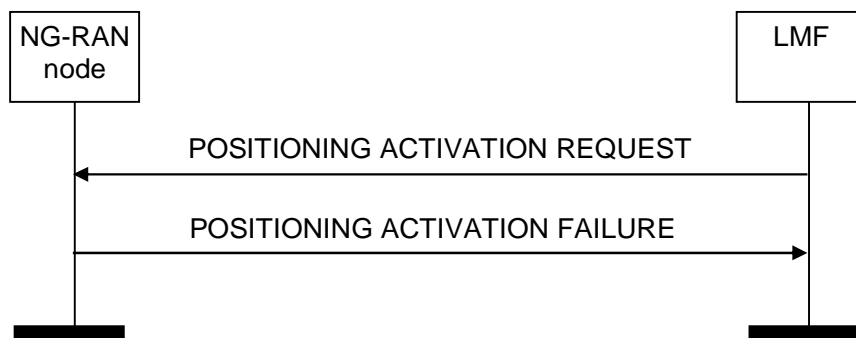 NG-RAN
node
LMF
POSITIONING ACTIVATION REQUEST
POSITIONING ACTIVATION FAILURE